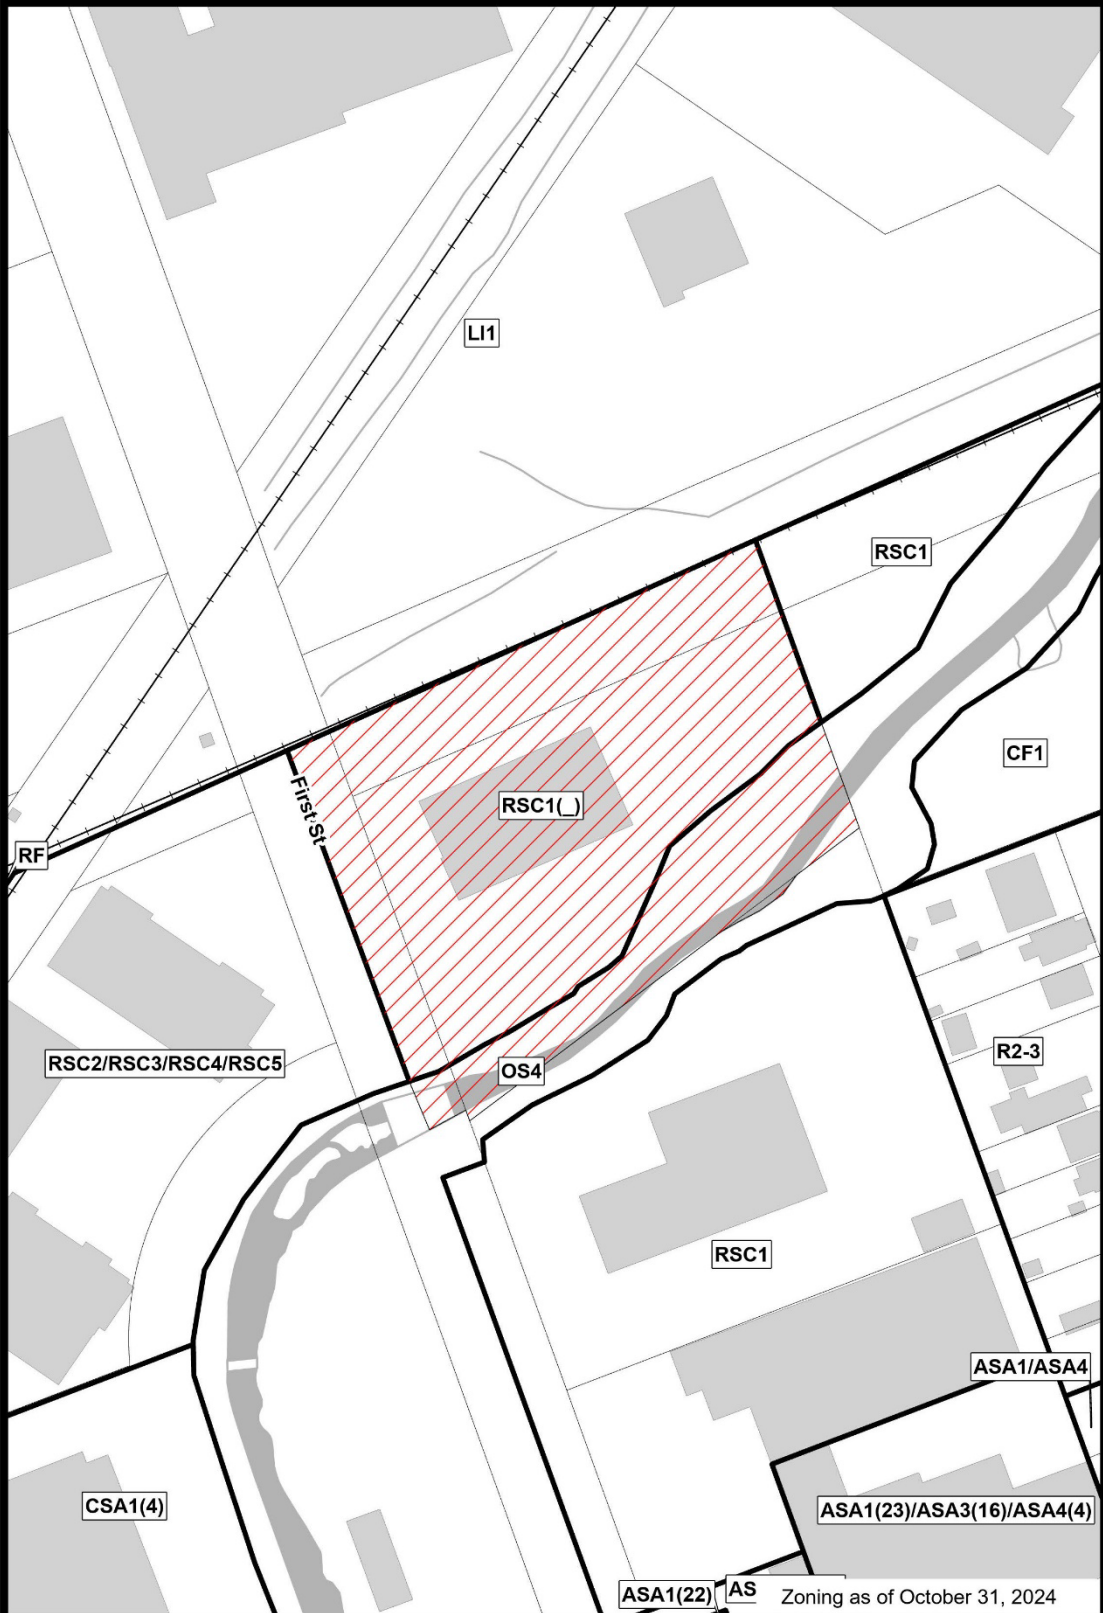 LI1
RSC1
CF1
First St
RSC1(_)
RF
RSC2/RSC3/RSC4/RSC5
OS4
R2-3
RSC1
ASA1/ASA4
CSA1(4)
ASA1(23)/ASA3(16)/ASA4(4)
ASA1(22)
AS
Zoning as of October 31, 2024